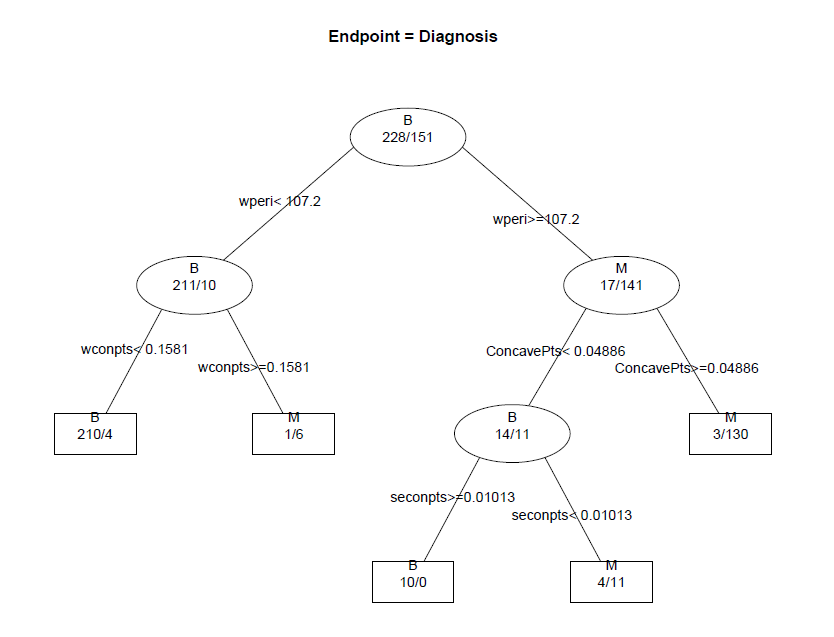 Endpoint = Diagnosis
B
228/151
wperi< 107.2
wperi>=107.2
B
211/10
M
17/141
wconpts< 0.1581
wconpts>=0.1581
ConcavePts< 0.04886
ConcavePts>=0.04886
B
210/4
M
1/6
B
14/11
M
3/130
seconpts>=0.01013
seconpts< 0.01013
B
10/0
M
4/11